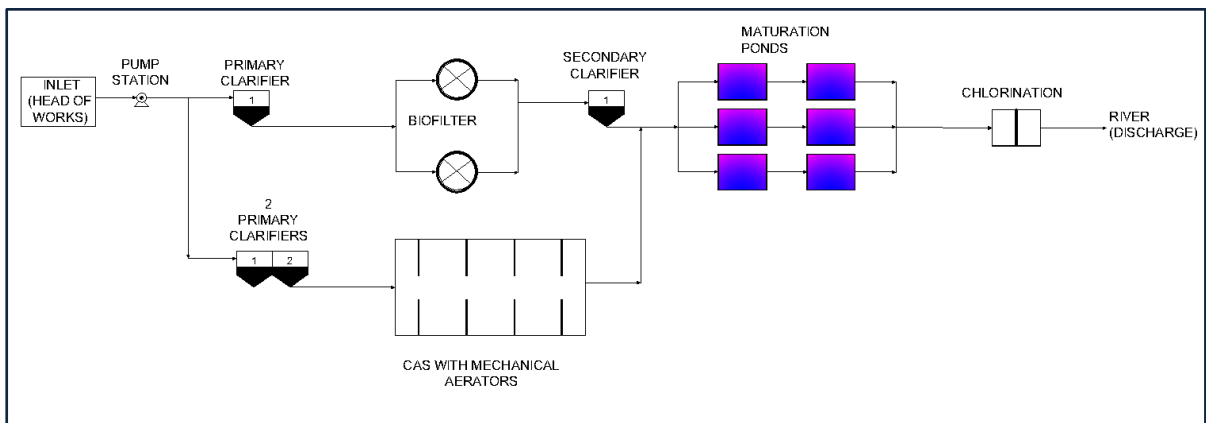 INLET
(HEAD OF
WORKS)
PUMP
STATION
PRIMARY
CLARIFIER
1
BIOFILTER
SECONDARY
CLARIFIER
1
MATURATION
PONDS
CHLORINATION
RIVER
(DISCHARGE)
2
PRIMARY
CLARIFIERS
1 2
CAS WITH MECHANICAL
AERATORS